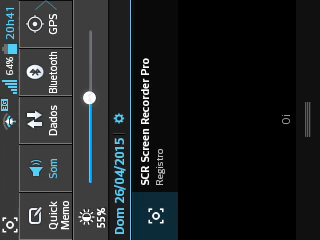 3G 64% 20h41
Quick
Memo
Som
Dados
Bluetooth
GPS
55%
Dom 26/04/2015
SCR Screen Recorder Pro
Registro
Oi